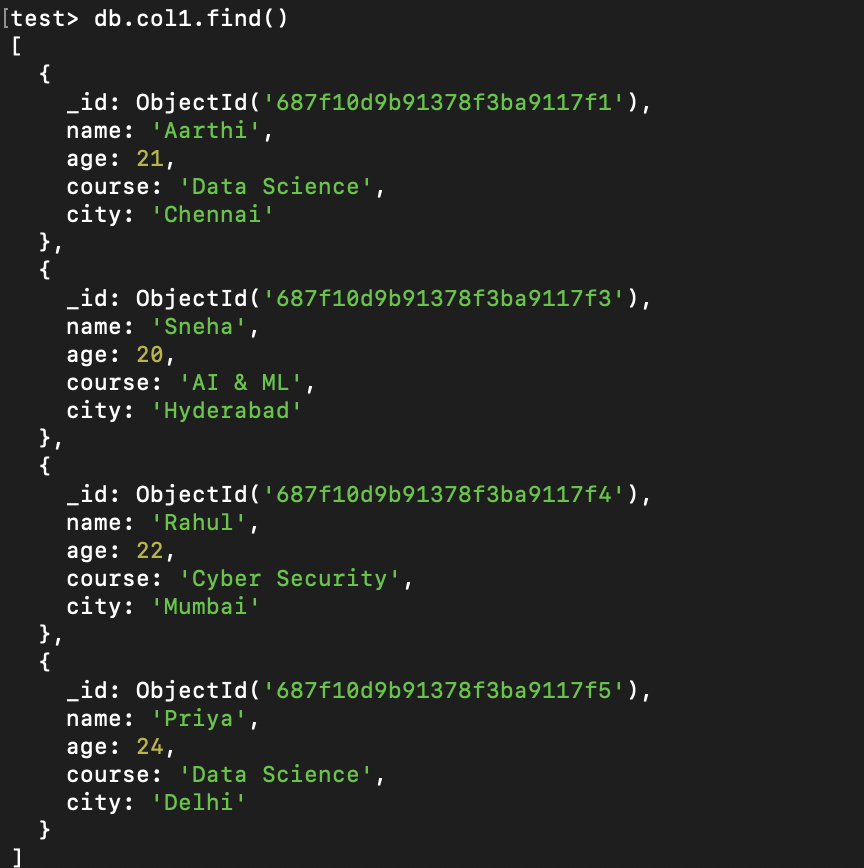 [test> db.col1.find()
[
  {
    _id: ObjectId('687f10d9b91378f3ba9117f1'),
    name: 'Aarthi',
    age: 21,
    course: 'Data Science',
    city: 'Chennai'
  },
  {
    _id: ObjectId('687f10d9b91378f3ba9117f3'),
    name: 'Sneha',
    age: 20,
    course: 'AI & ML',
    city: 'Hyderabad'
  },
  {
    _id: ObjectId('687f10d9b91378f3ba9117f4'),
    name: 'Rahul',
    age: 22,
    course: 'Cyber Security',
    city: 'Mumbai'
  },
  {
    _id: ObjectId('687f10d9b91378f3ba9117f5'),
    name: 'Priya',
    age: 24,
    course: 'Data Science',
    city: 'Delhi'
  }
]